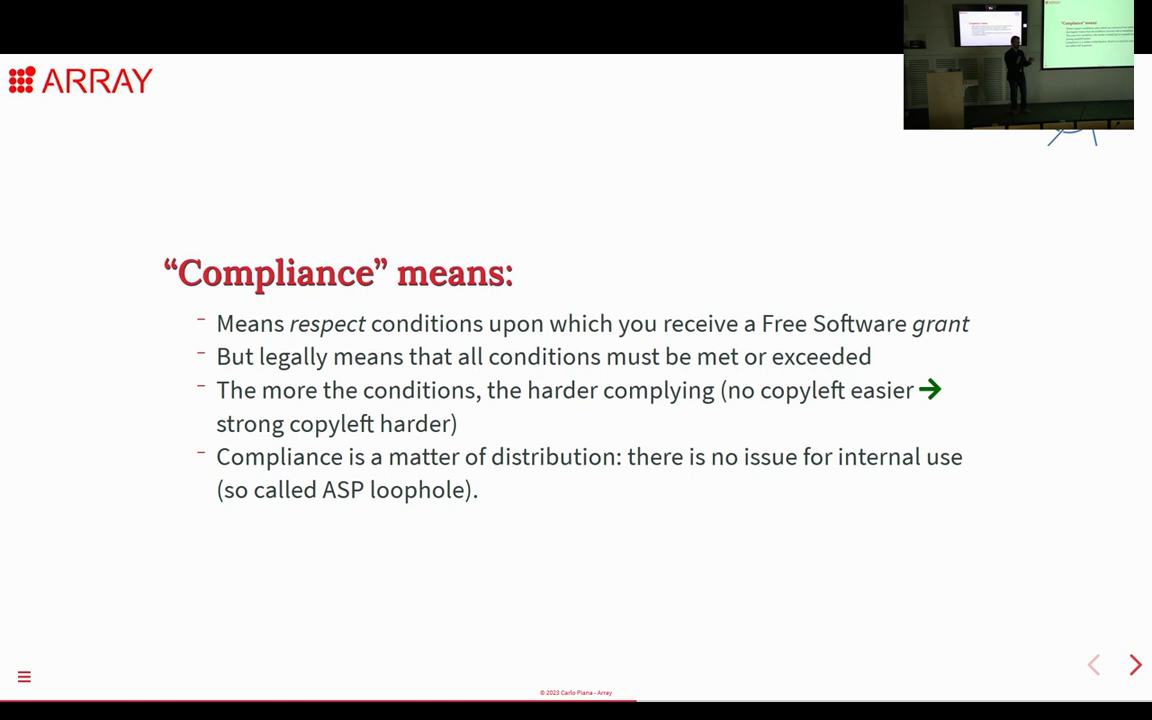 ARRAY
“Compliance” means:
Means respect conditions upon which you receive a Free Software grant
But legally means that all conditions must be met or exceeded
The more the conditions, the harder complying (no copyleft easier →
strong copyleft harder)
Compliance is a matter of distribution: there is no issue for internal use
(so called ASP loophole).
© 2023 Carlo Piana - Array